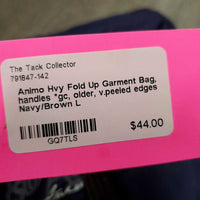 The Tack Collector
791847-142
Animo Hvy Fold Up Garment Bag,
handles *gc, older, v.peeled edges
Navy/Brown L
$44.00
GQ7TLS